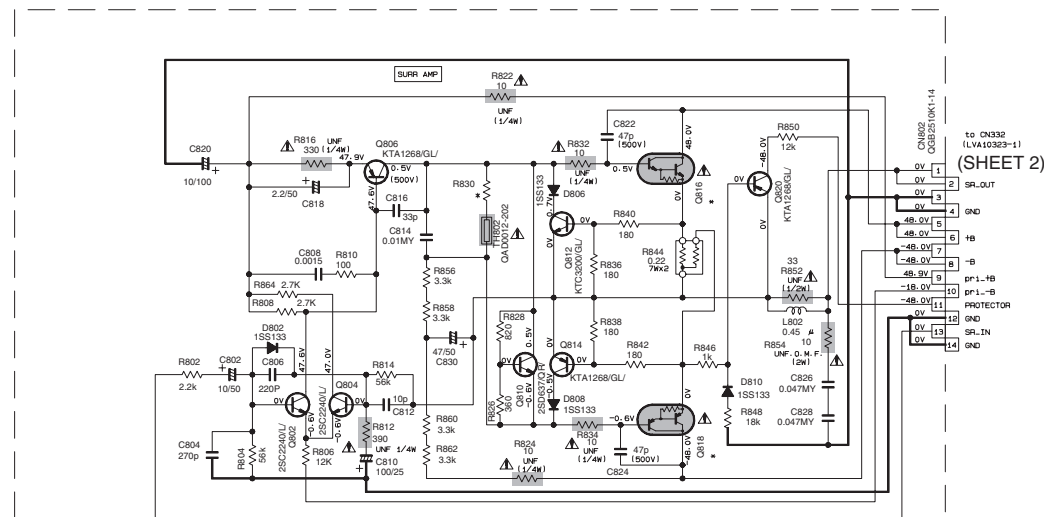 SURR AMP
R822
10
UNF
(1/4W)
C820
10/100
R816
330
UNF
(1/4W)
47.9V
2.2/50
C818
Q806
KTA1268/GL/
0.5V
(500V)
47.6V
C816
33p
C814
0.01MY
R830
*
TH802
QAD0012-202
1SS133
D806
0.7V
R832
10
UNF
(1/4W)
C822
47p
(500V)
0.5V
48.0V
0V
Q816
*
-48.0V
0V
Q820
KTA1268/GL/
R850
12k
CN802
QGB2510K1-14
to CN332
(LVA10323-1)
(SHEET 2)
0V
1
0V
2
SR_OUT
0V
3
0V
4
GND
48.0V
5
48.0V
6
+B
-48.0V
7
-48.0V
8
-B
48.9V
9
pri_+B
-18.0V
10
pri_-B
-48.0V
11
PROTECTOR
0V
12
GND
0V
13
SR_IN
0V
14
GND
C808
0.0015
R810
100
R864
2.7K
R808
2.7K
R856
3.3k
R858
3.3k
47/50
C830
0V
0V
Q812
KTC3200/GL/
R840
180
R836
180
R838
180
R842
180
R844
0.22
7Wx2
0V
33
R852
UNF
(1/2W)
L802
0.45 μ
R854
10
UNF.O.M.F.
(2W)
D802
1SS133
C802
10/50
R802
2.2k
C806
220P
47.6V
47.0V
R814
56k
10p
C812
0V
2SC2240/L/
Q802
-0.6V
Q804
2SC2240/L/
0V
-0.6V
R812
390
UNF 1/4W
C810
100/25
C804
270p
R804
56k
R806
12K
R860
3.3k
R862
3.3k
R828
820
R826
360
0.5V
-0.6V
Q810
2SD637/QR/
Q814
0V
KTA1268/GL/
-0.5V
D808
1SS133
R834
10
UNF
(1/4W)
R824
10
UNF
(1/4W)
-0.6V
47p
(500V)
C824
0V
-48.0V
Q818
*
R846
1k
0V
D810
1SS133
R848
18k
C826
0.047MY
C828
0.047MY